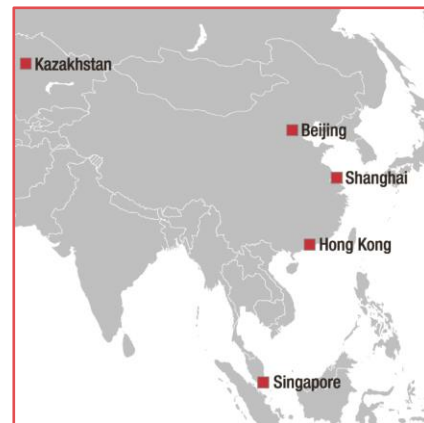 Kazakhstan
Beijing
Shanghai
Hong Kong
Singapore